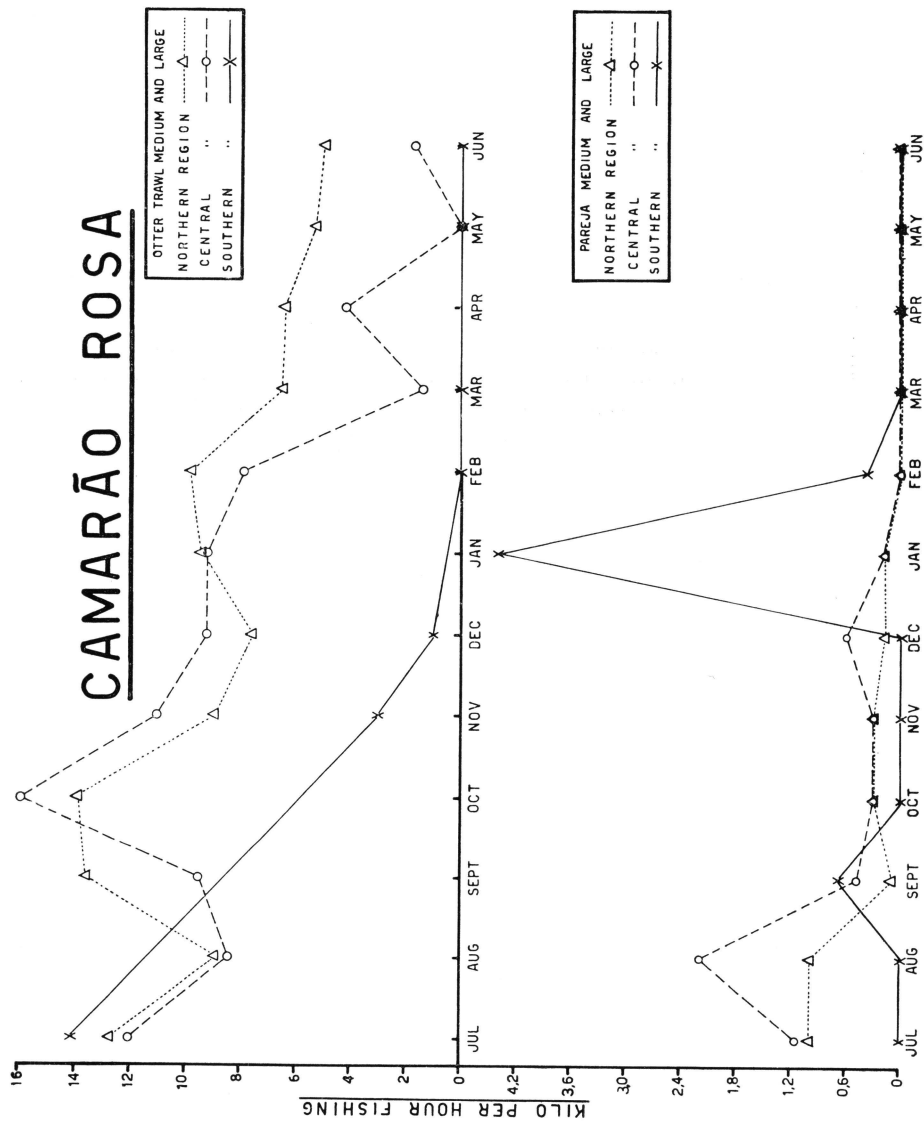 CAMARÃO ROSA
OTTER TRAWL MEDIUM AND LARGE
NORTHERN REGION
CENTRAL "
SOUTHERN "
16
14
12
10
8
6
4
2
0
JUL
AUG
SEPT
OCT
NOV
DEC
JAN
FEB
MAR
APR
MAY
JUN
KILO PER HOUR FISHING
PAREJA MEDIUM AND LARGE
NORTHERN REGION
CENTRAL "
SOUTHERN "
4,2
3,6
3,0
2,4
1,8
1,2
0,6
0
JUL
AUG
SEPT
OCT
NOV
DEC
JAN
FEB
MAR
APR
MAY
JUN